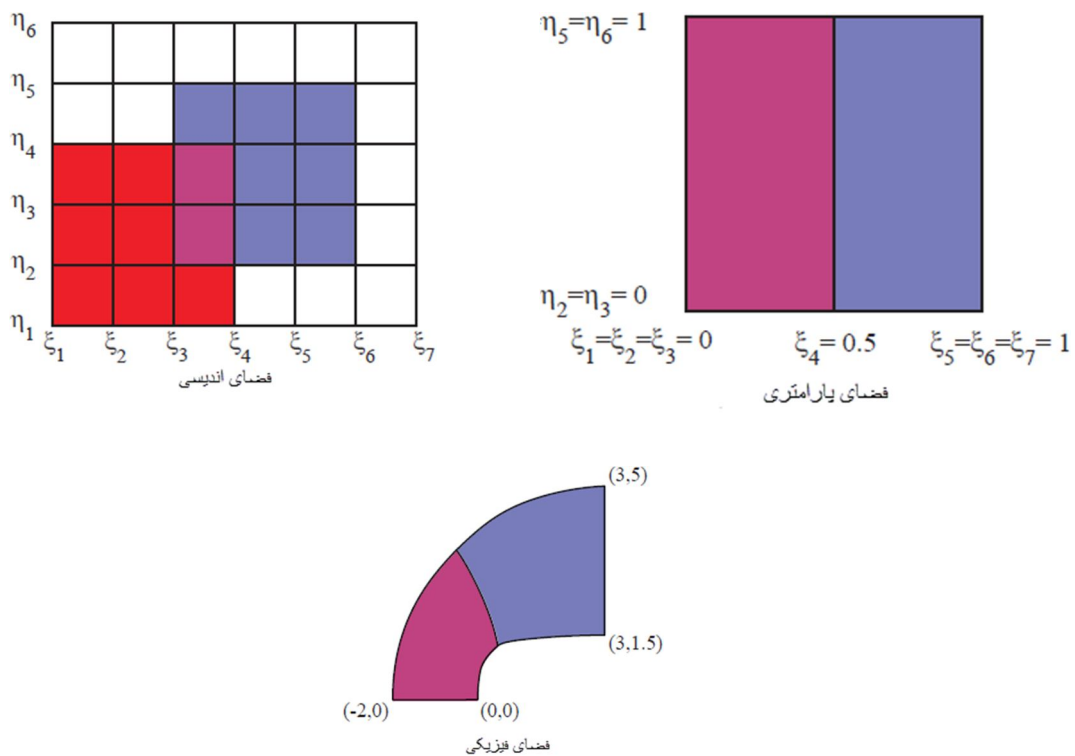 η6
η5
η4
η3
η2
η1
ξ1 ξ2 ξ3 ξ4 ξ5 ξ6 ξ7
فضای اندیسی
η5=η6= 1
η2=η3= 0
ξ1=ξ2=ξ3= 0 ξ4= 0.5 ξ5=ξ6=ξ7= 1
فضای پارامتری
(3,5)
(3,1.5)
(-2,0) (0,0)
فضای فیزیکی